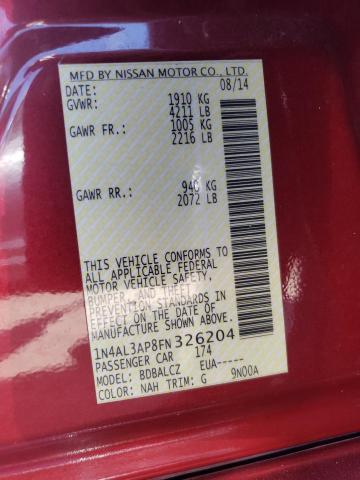 MFD BY NISSAN MOTOR CO., LTD.
DATE: 08/14
GVWR: 1910 KG
4211 LB
GAWR FR.: 1005 KG
2216 LB
GAWR RR.: 940 KG
2072 LB
THIS VEHICLE CONFORMS TO
ALL APPLICABLE FEDERAL
MOTOR VEHICLE SAFETY,
BUMPER, AND THEFT
PREVENTION STANDARDS IN
EFFECT ON THE DATE OF
MANUFACTURE SHOWN ABOVE.
1N4AL3AP8FN326204
PASSENGER CAR 174
MODEL: BDBALCZ EUA-----
COLOR: NAH TRIM: G 9N00A